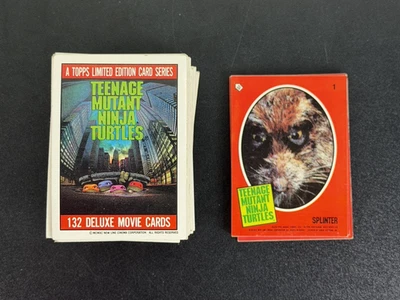 A TOPPS LIMITED EDITION CARD SERIES
TEENAGE
MUTANT
NINJA
TURTLES
132 DELUXE MOVIE CARDS
1
TEENAGE
MUTANT
NINJA
TURTLES
SPLINTER